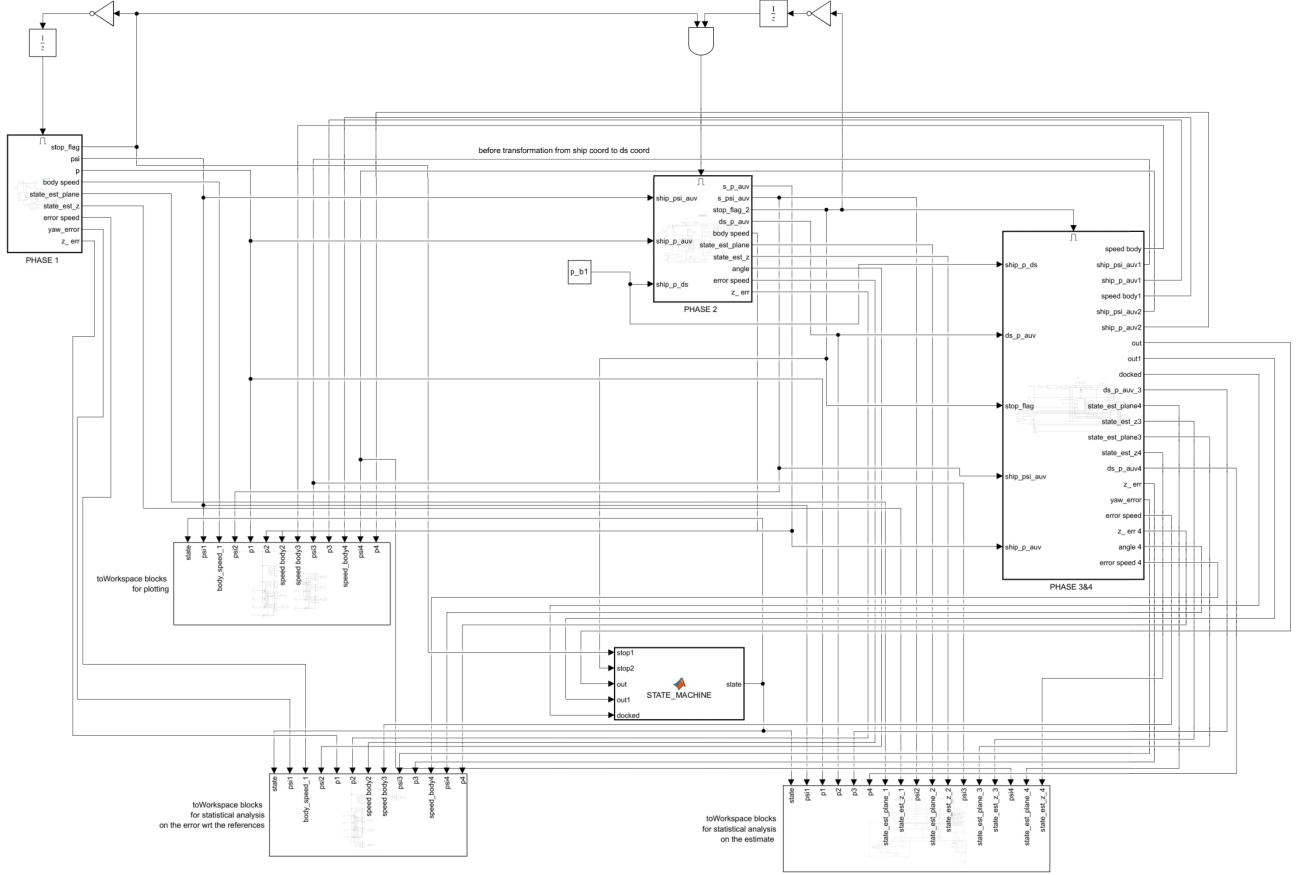 1
z
1
z
stop_flag
psi
p
body speed
state_est_plane
state_est_z
error speed
yaw_error
z_ err
PHASE 1
before transformation from ship coord to ds coord
ship_psi_auv
ship_p_auv
ship_p_ds
s_p_auv
s_psi_auv
stop_flag_2
ds_p_auv
body speed
state_est_plane
state_est_z
angle
error speed
z_ err
PHASE 2
p_b1
ship_p_ds
ds_p_auv
stop_flag
ship_psi_auv
ship_p_auv
speed body
ship_psi_auv1
ship_p_auv1
speed body1
ship_psi_auv2
ship_p_auv2
out
out1
docked
ds_p_auv_3
state_est_plane4
state_est_z3
state_est_plane3
state_est_z4
ds_p_auv4
z_ err
yaw_error
error speed
z_ err 4
angle 4
error speed 4
PHASE 3&4
toWorkspace blocks
for plotting
state
psi1
body_speed_1
psi2
p1
p2
speed body2
speed body3
psi3
p3
speed_body4
psi4
p4
stop1
stop2
out
out1
docked
state
STATE_MACHINE
toWorkspace blocks
for statistical analysis
on the error wrt the references
state
psi1
body_speed_1
psi2
p1
p2
speed body2
speed body3
psi3
p3
speed_body4
psi4
p4
toWorkspace blocks
for statistical analysis
on the estimate
state
psi1
p1
p2
p3
p4
state_est_plane_1
state_est_z_1
psi2
state_est_plane_2
state_est_z_2
psi3
state_est_plane_3
state_est_z_3
psi4
state_est_plane_4
state_est_z_4